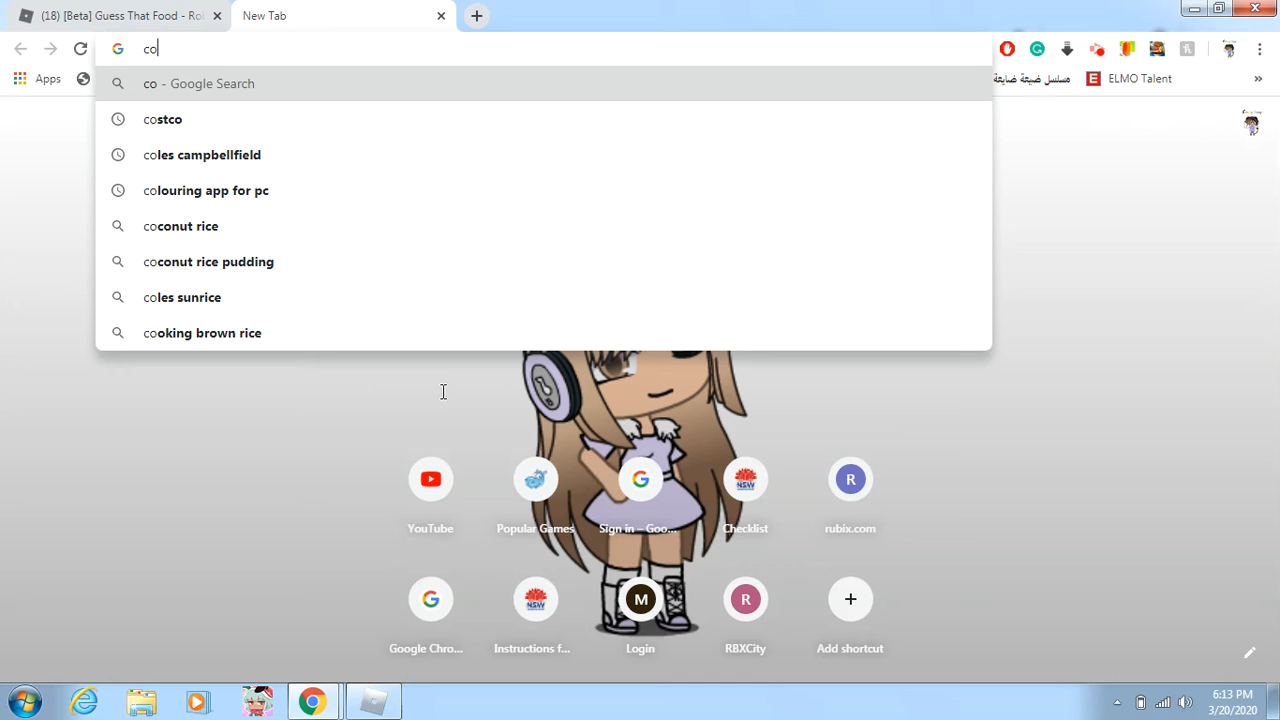 (18) [Beta] Guess That Food - Rol
New Tab
co
Apps
مسلسل ضيعة ضايعة
ELMO Talent
co - Google Search
costco
coles campbellfield
colouring app for pc
coconut rice
coconut rice pudding
coles sunrice
cooking brown rice
YouTube
Popular Games
Sign in – Goo...
Checklist
R
rubix.com
Google Chro...
Instructions f...
M
Login
R
RBXCity
Add shortcut
6:13 PM
3/20/2020